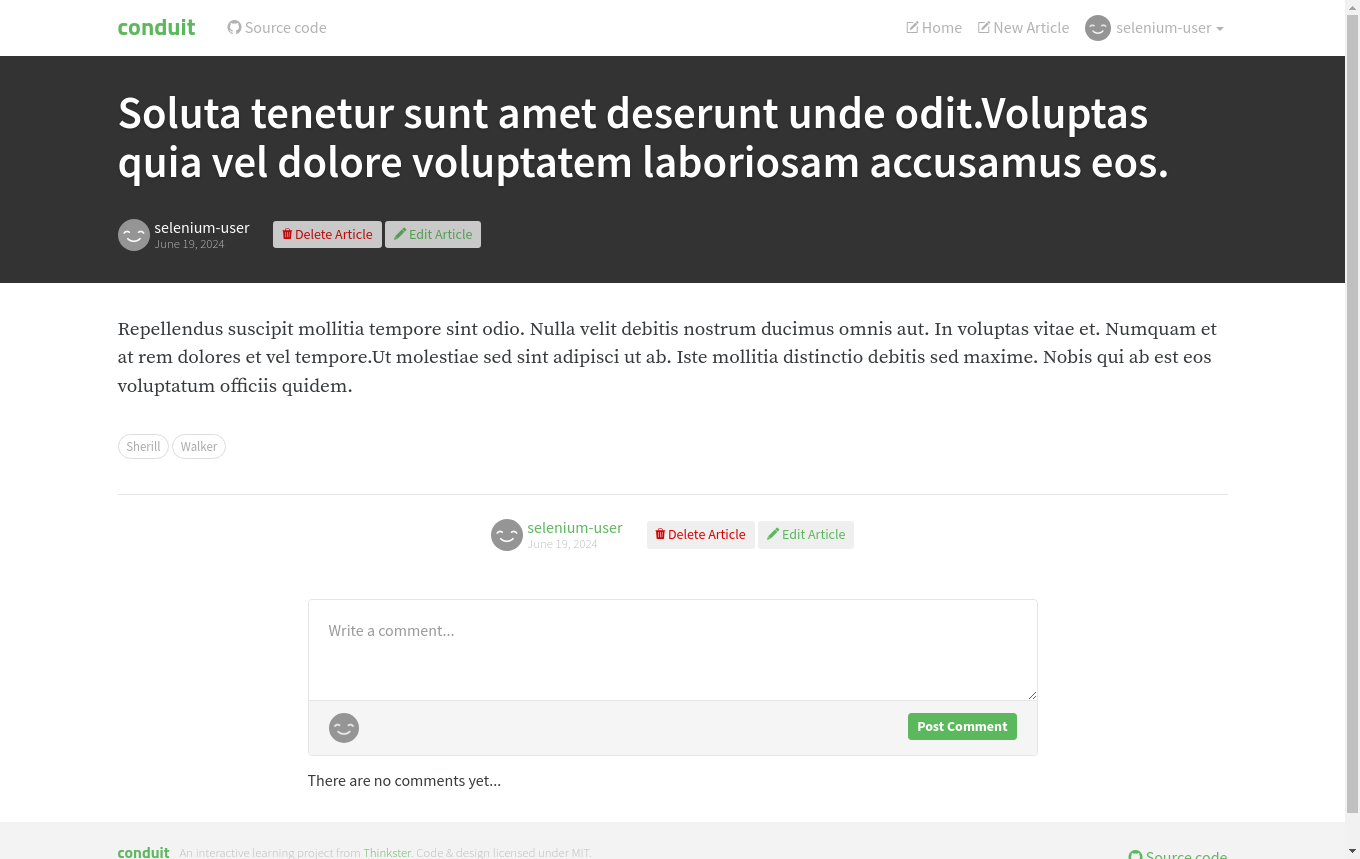 conduit Source code Home New Article selenium-user
Soluta tenetur sunt amet deserunt unde odit.Voluptas
quia vel dolore voluptatem laboriosam accusamus eos.
selenium-user
June 19, 2024
Delete Article Edit Article
Repellendus suscipit mollitia tempore sint odio. Nulla velit debitis nostrum ducimus omnis aut. In voluptas vitae et. Numquam et
at rem dolores et vel tempore.Ut molestiae sed sint adipisci ut ab. Iste mollitia distinctio debitis sed maxime. Nobis qui ab est eos
voluptatum officiis quidem.
Sherill Walker
selenium-user
June 19, 2024
Delete Article Edit Article
Write a comment...
Post Comment
There are no comments yet...
conduit An interactive learning project from Thinkster. Code & design licensed under MIT. Source code